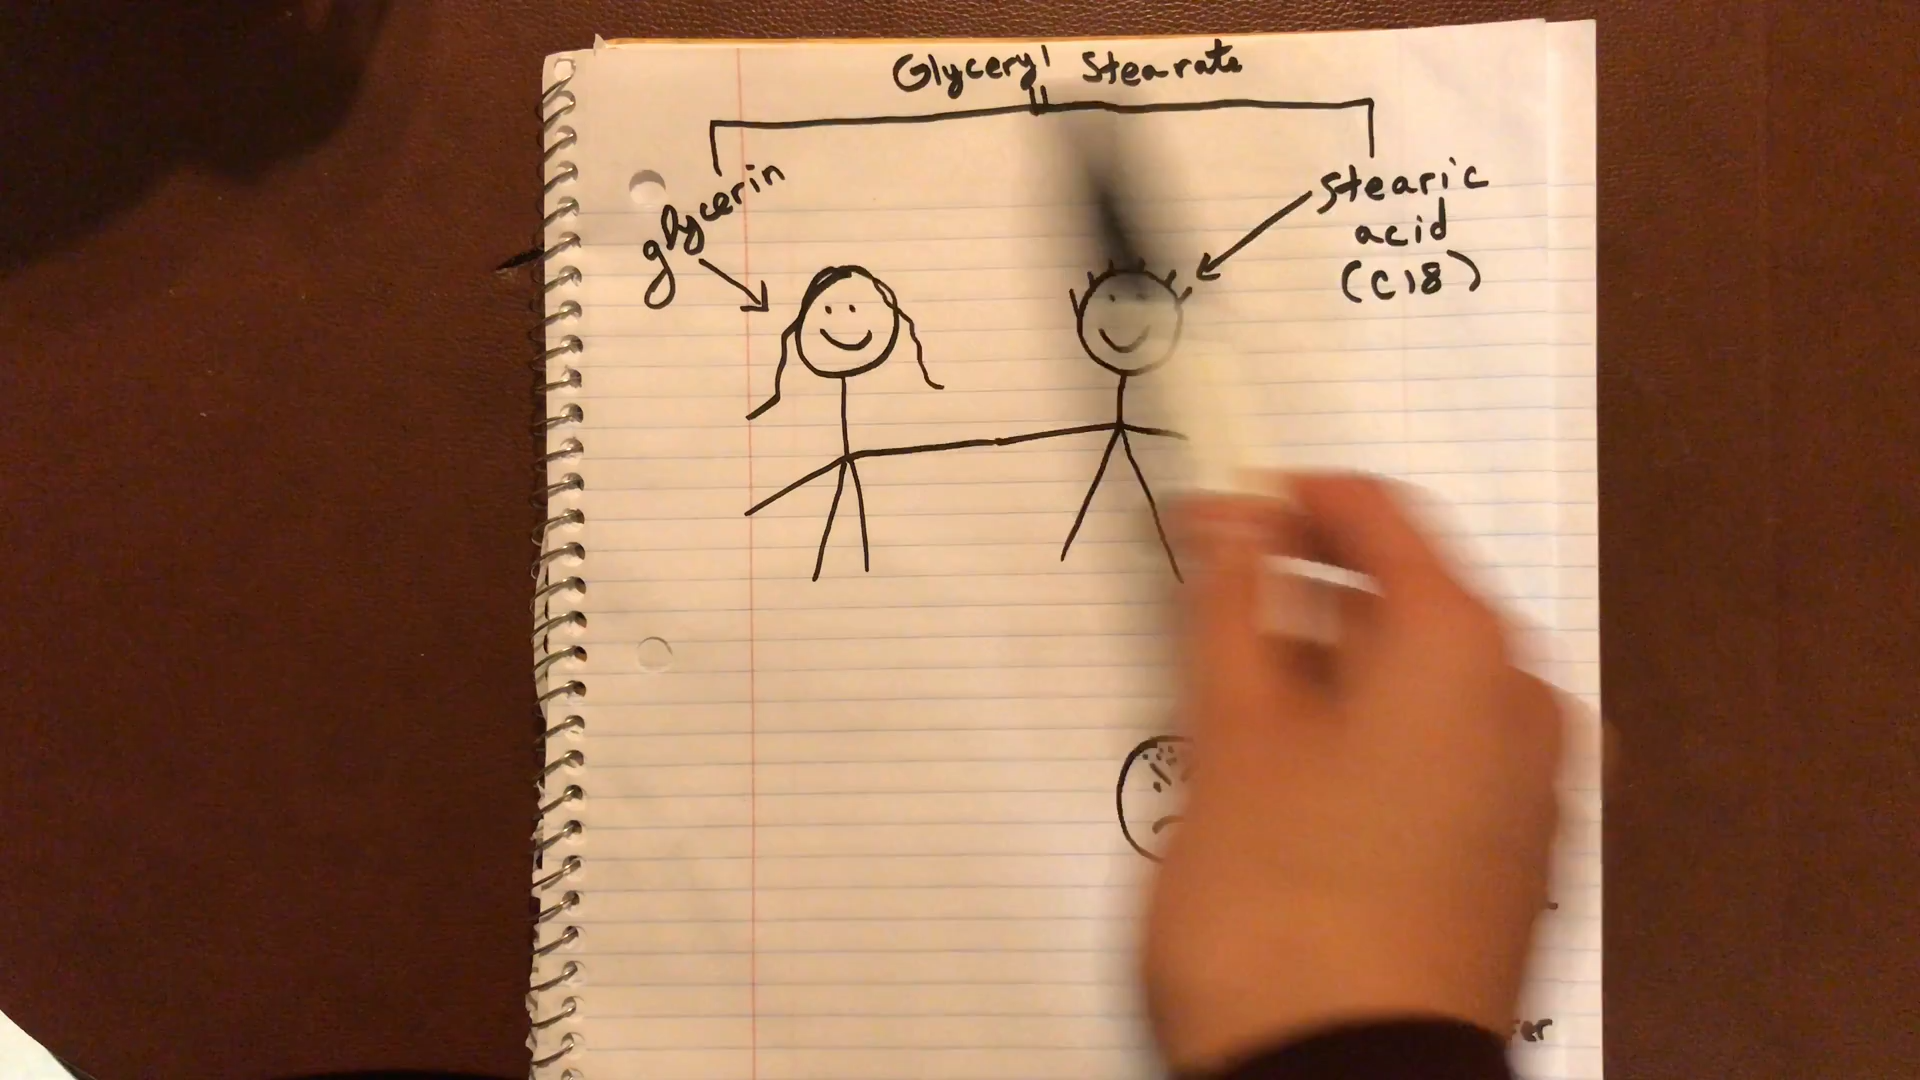 Glyceryl Stearate
glycerin
Stearic
acid
(C18)